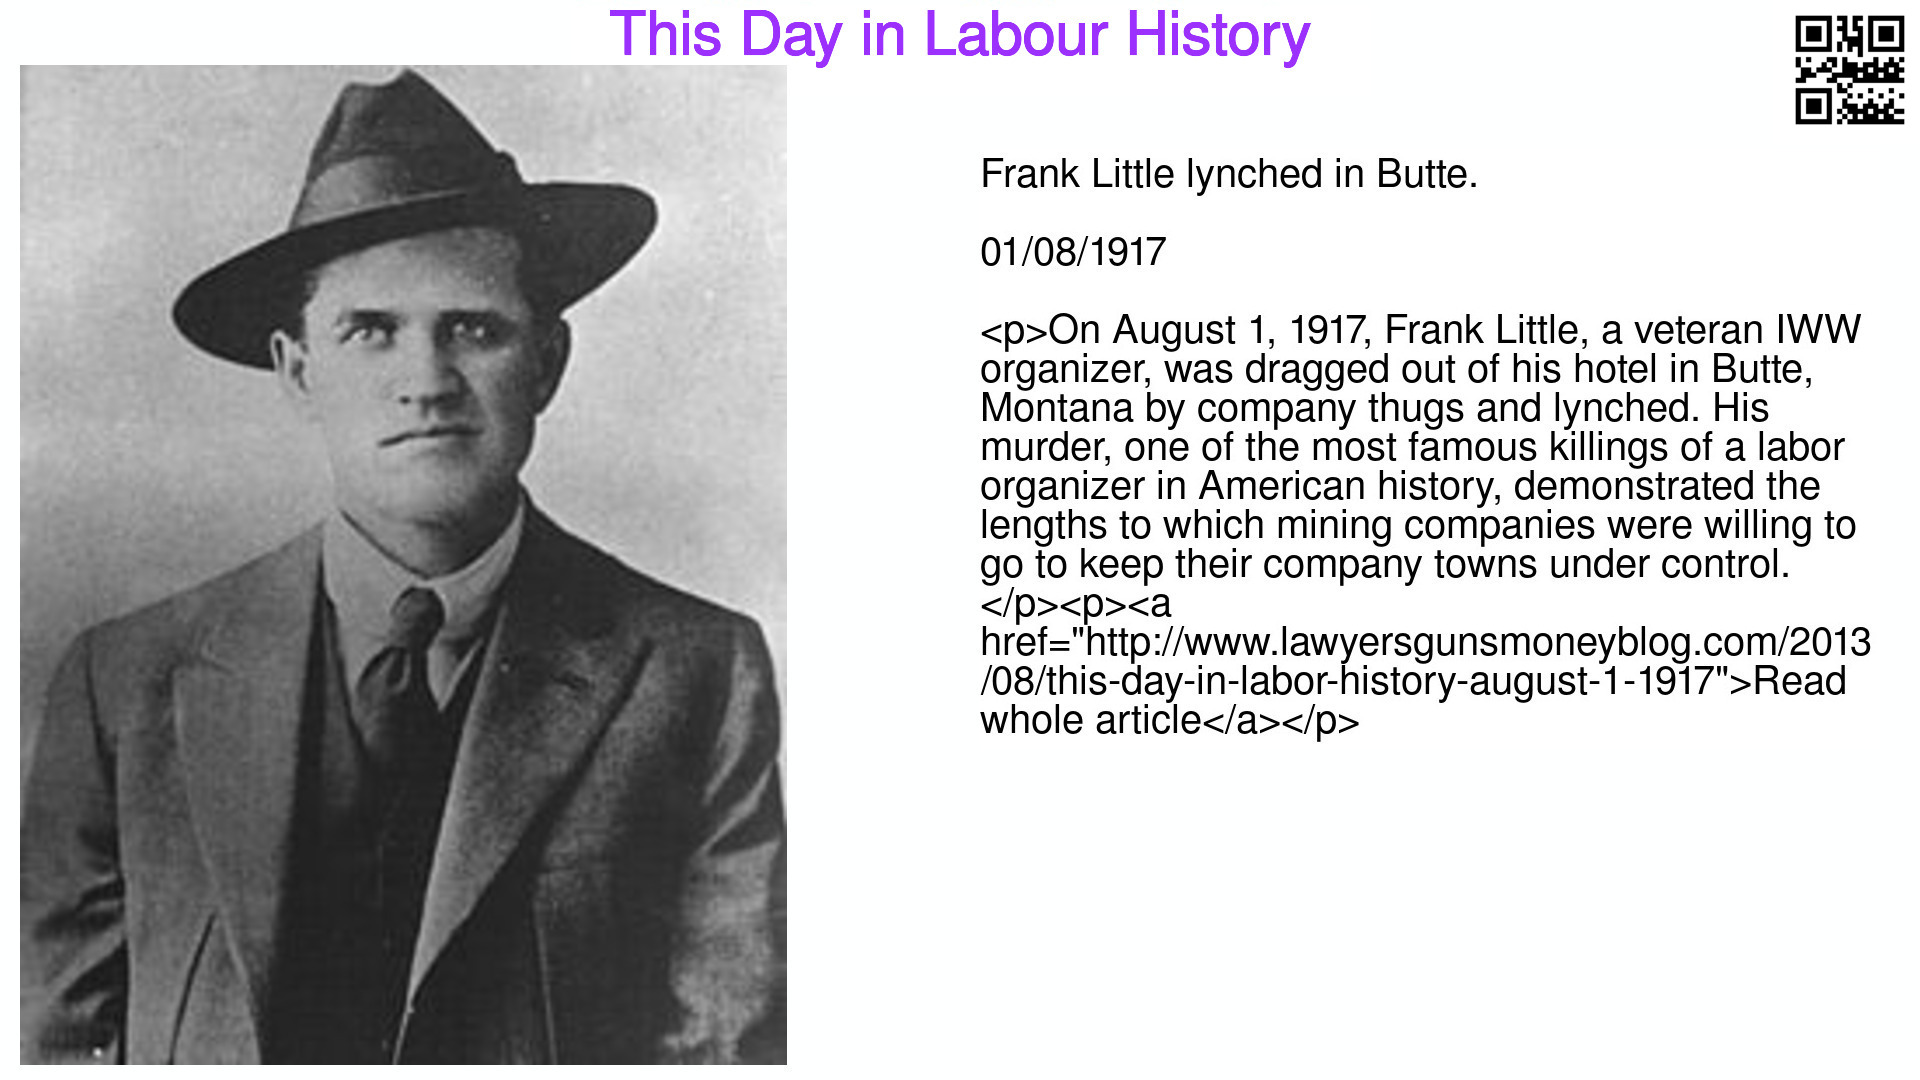 This Day in Labour History
Frank Little lynched in Butte.
01/08/1917
<p>On August 1, 1917, Frank Little, a veteran IWW
organizer, was dragged out of his hotel in Butte,
Montana by company thugs and lynched. His
murder, one of the most famous killings of a labor
organizer in American history, demonstrated the
lengths to which mining companies were willing to
go to keep their company towns under control.
</p><p><a
href="http://www.lawyersgunsmoneyblog.com/2013
/08/this-day-in-labor-history-august-1-1917">Read
whole article</a></p>